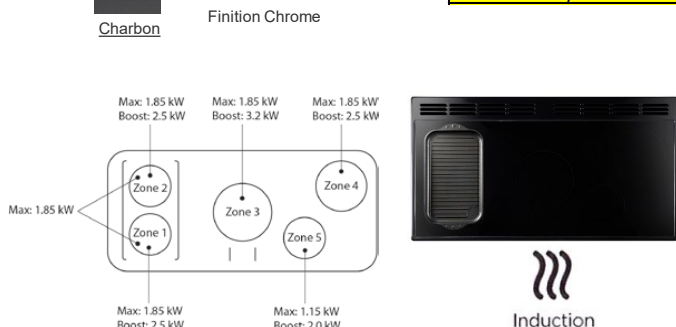 Charbon
Finition Chrome
Max: 1.85 kW
Boost: 2.5 kW
Max: 1.85 kW
Boost: 3.2 kW
Max: 1.85 kW
Boost: 2.5 kW
Zone 2
Zone 4
Max: 1.85 kW
Zone 3
Zone 1
Zone 5
Max: 1.85 kW
Boost: 2.5 kW
Max: 1.15 kW
Boost: 2.0 kW
Induction